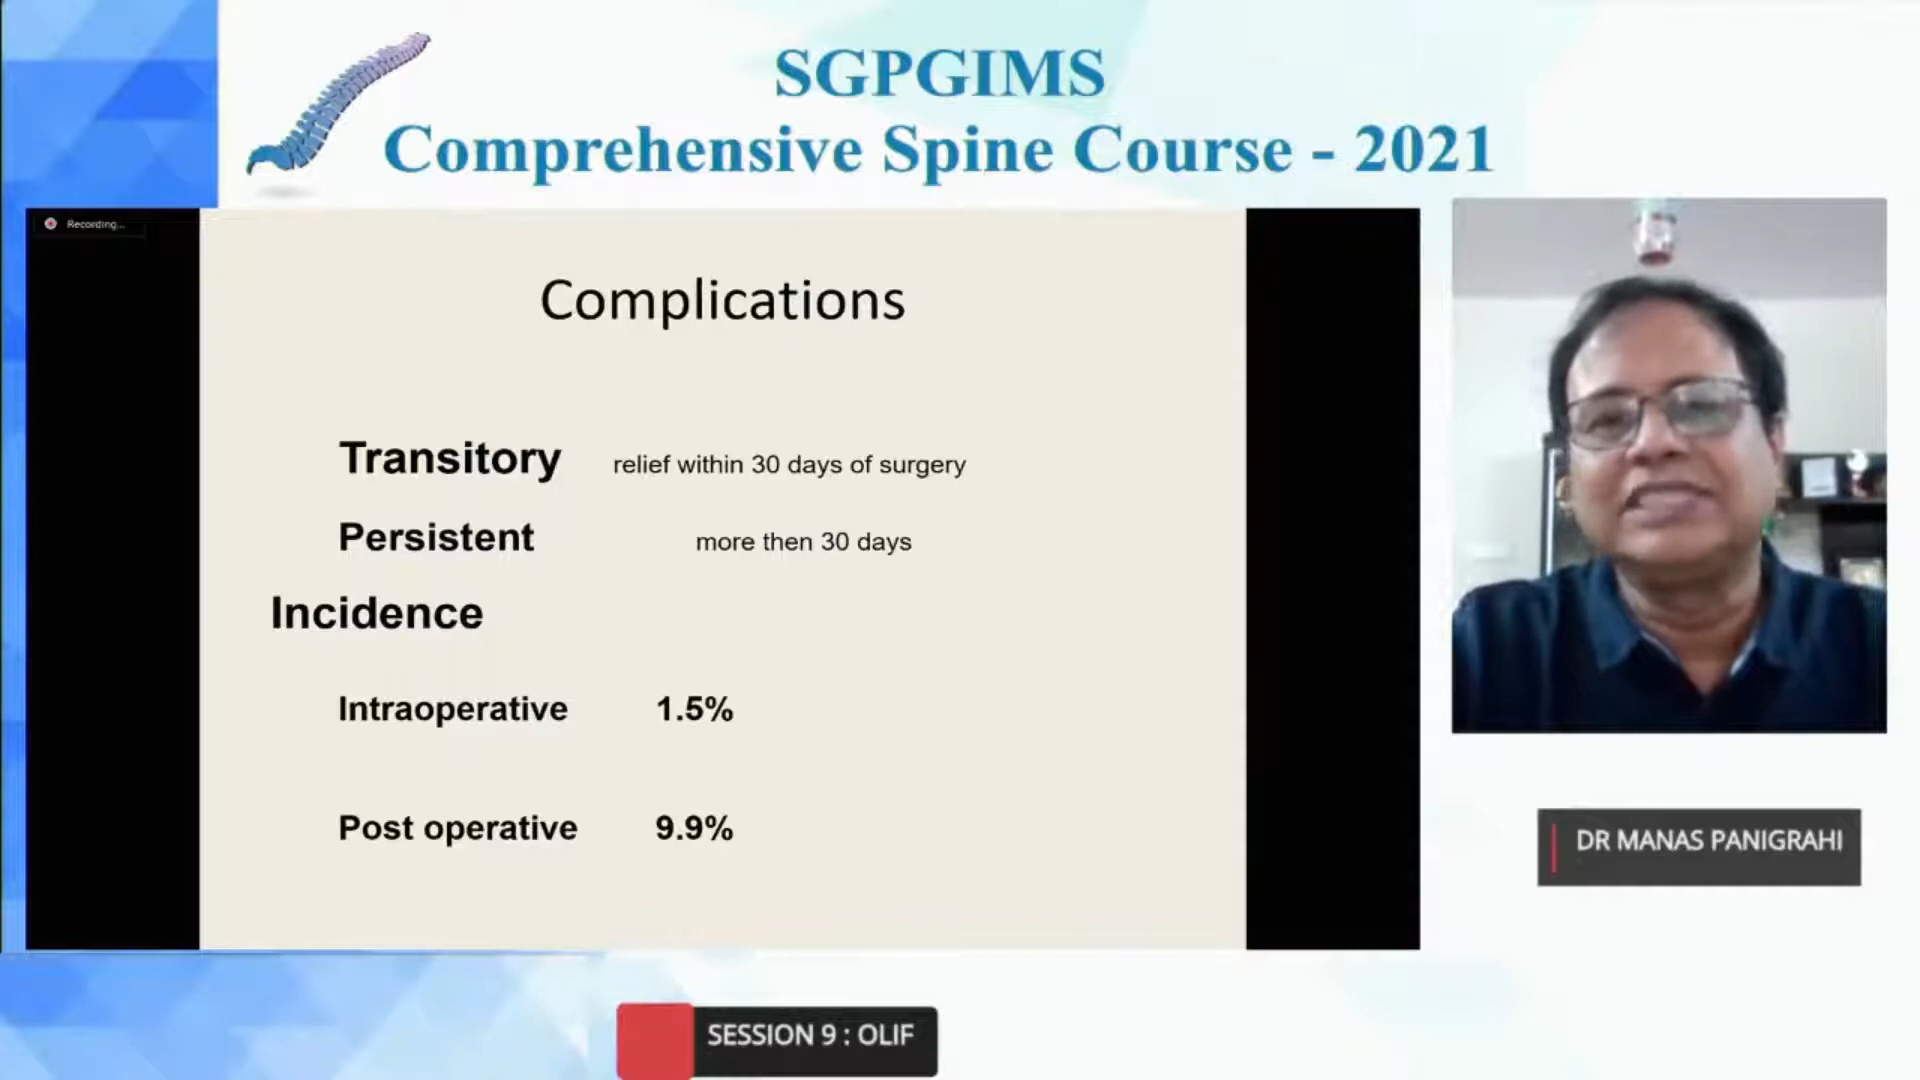 SGPGIMS
Comprehensive Spine Course - 2021
Recording...
Complications
Transitory relief within 30 days of surgery
Persistent more then 30 days
Incidence
Intraoperative 1.5%
Post operative 9.9%
DR MANAS PANIGRAHI
SESSION 9 : OLIF